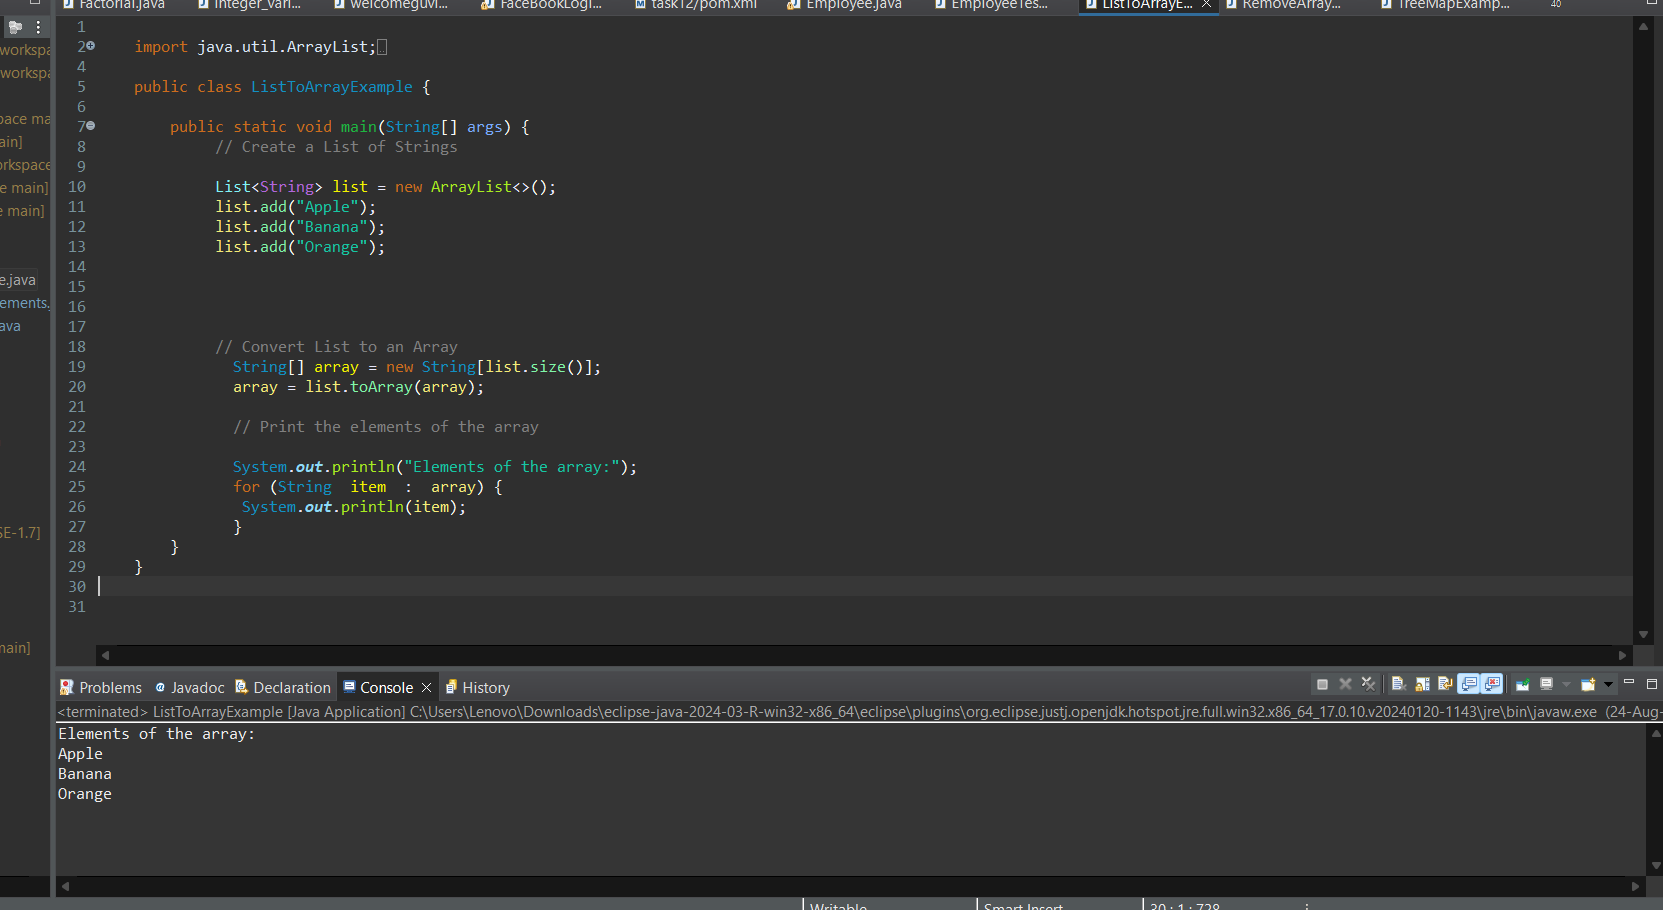 Factorial.java Integer_vari... welcomeguvi... FaceBookLogi... task12/pom.xml Employee.java EmployeeTes... ListToArrayE... RemoveArray... TreeMapExamp... 40
1
2 import java.util.ArrayList;
4
5 public class ListToArrayExample {
6
7 public static void main(String[] args) {
8 // Create a List of Strings
9
10 List<String> list = new ArrayList<>();
11 list.add("Apple");
12 list.add("Banana");
13 list.add("Orange");
14
15
16
17
18 // Convert List to an Array
19 String[] array = new String[list.size()];
20 array = list.toArray(array);
21
22 // Print the elements of the array
23
24 System.out.println("Elements of the array:");
25 for (String item : array) {
26 System.out.println(item);
27 }
28 }
29 }
30
31
workspa
workspa
pace ma
ain]
orkspace
e main]
e main]
e.java
ements.
ava
SE-1.7]
main]
Problems Javadoc Declaration Console History
<terminated> ListToArrayExample [Java Application] C:\Users\Lenovo\Downloads\eclipse-java-2024-03-R-win32-x86_64\eclipse\plugins\org.eclipse.justj.openjdk.hotspot.jre.full.win32.x86_64_17.0.10.v20240120-1143\jre\bin\javaw.exe (24-Aug-
Elements of the array:
Apple
Banana
Orange
Writable Smart Insert 30 : 1 : 728